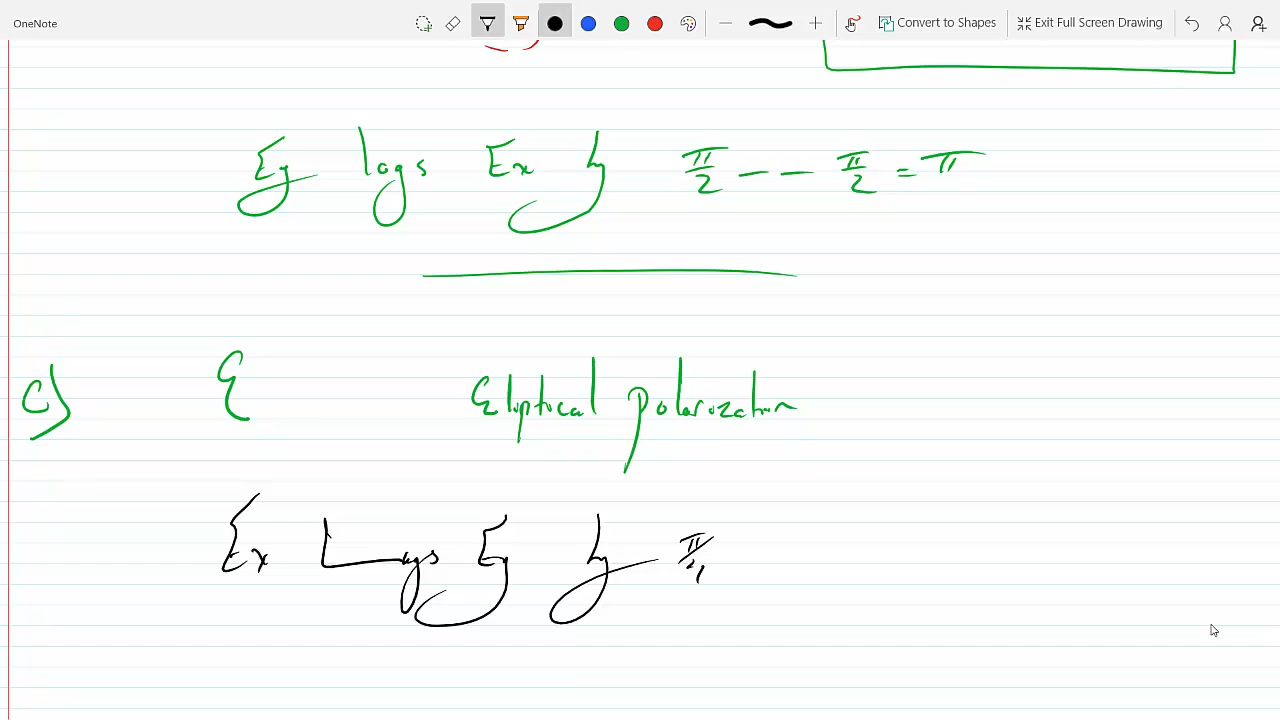 OneNote
Convert to Shapes
Exit Full Screen Drawing
Ey lags Ex by π/2 - - π/2 = π
c) E Eliptical polarization
Ex Lags Ey by π/4